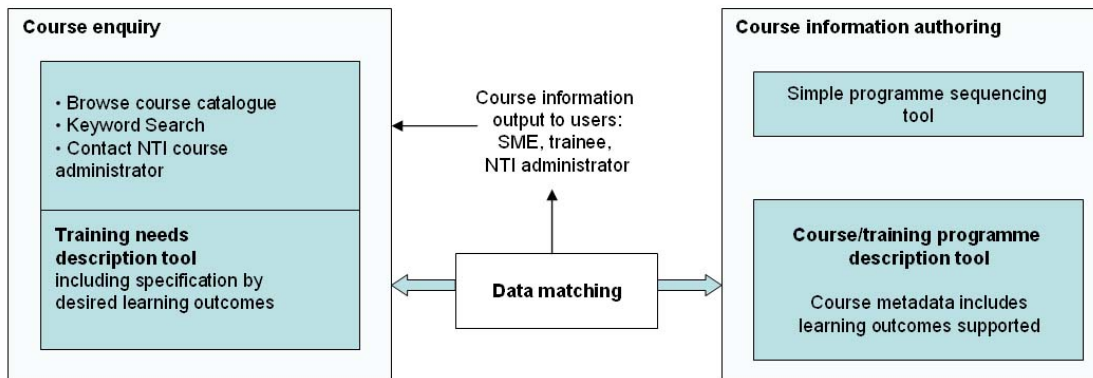 Course enquiry
• Browse course catalogue
• Keyword Search
• Contact NTI course
administrator
Training needs
description tool
including specification by
desired learning outcomes
Course information
output to users:
SME, trainee,
NTI administrator
Data matching
Course information authoring
Simple programme sequencing
tool
Course/training programme
description tool
Course metadata includes
learning outcomes supported